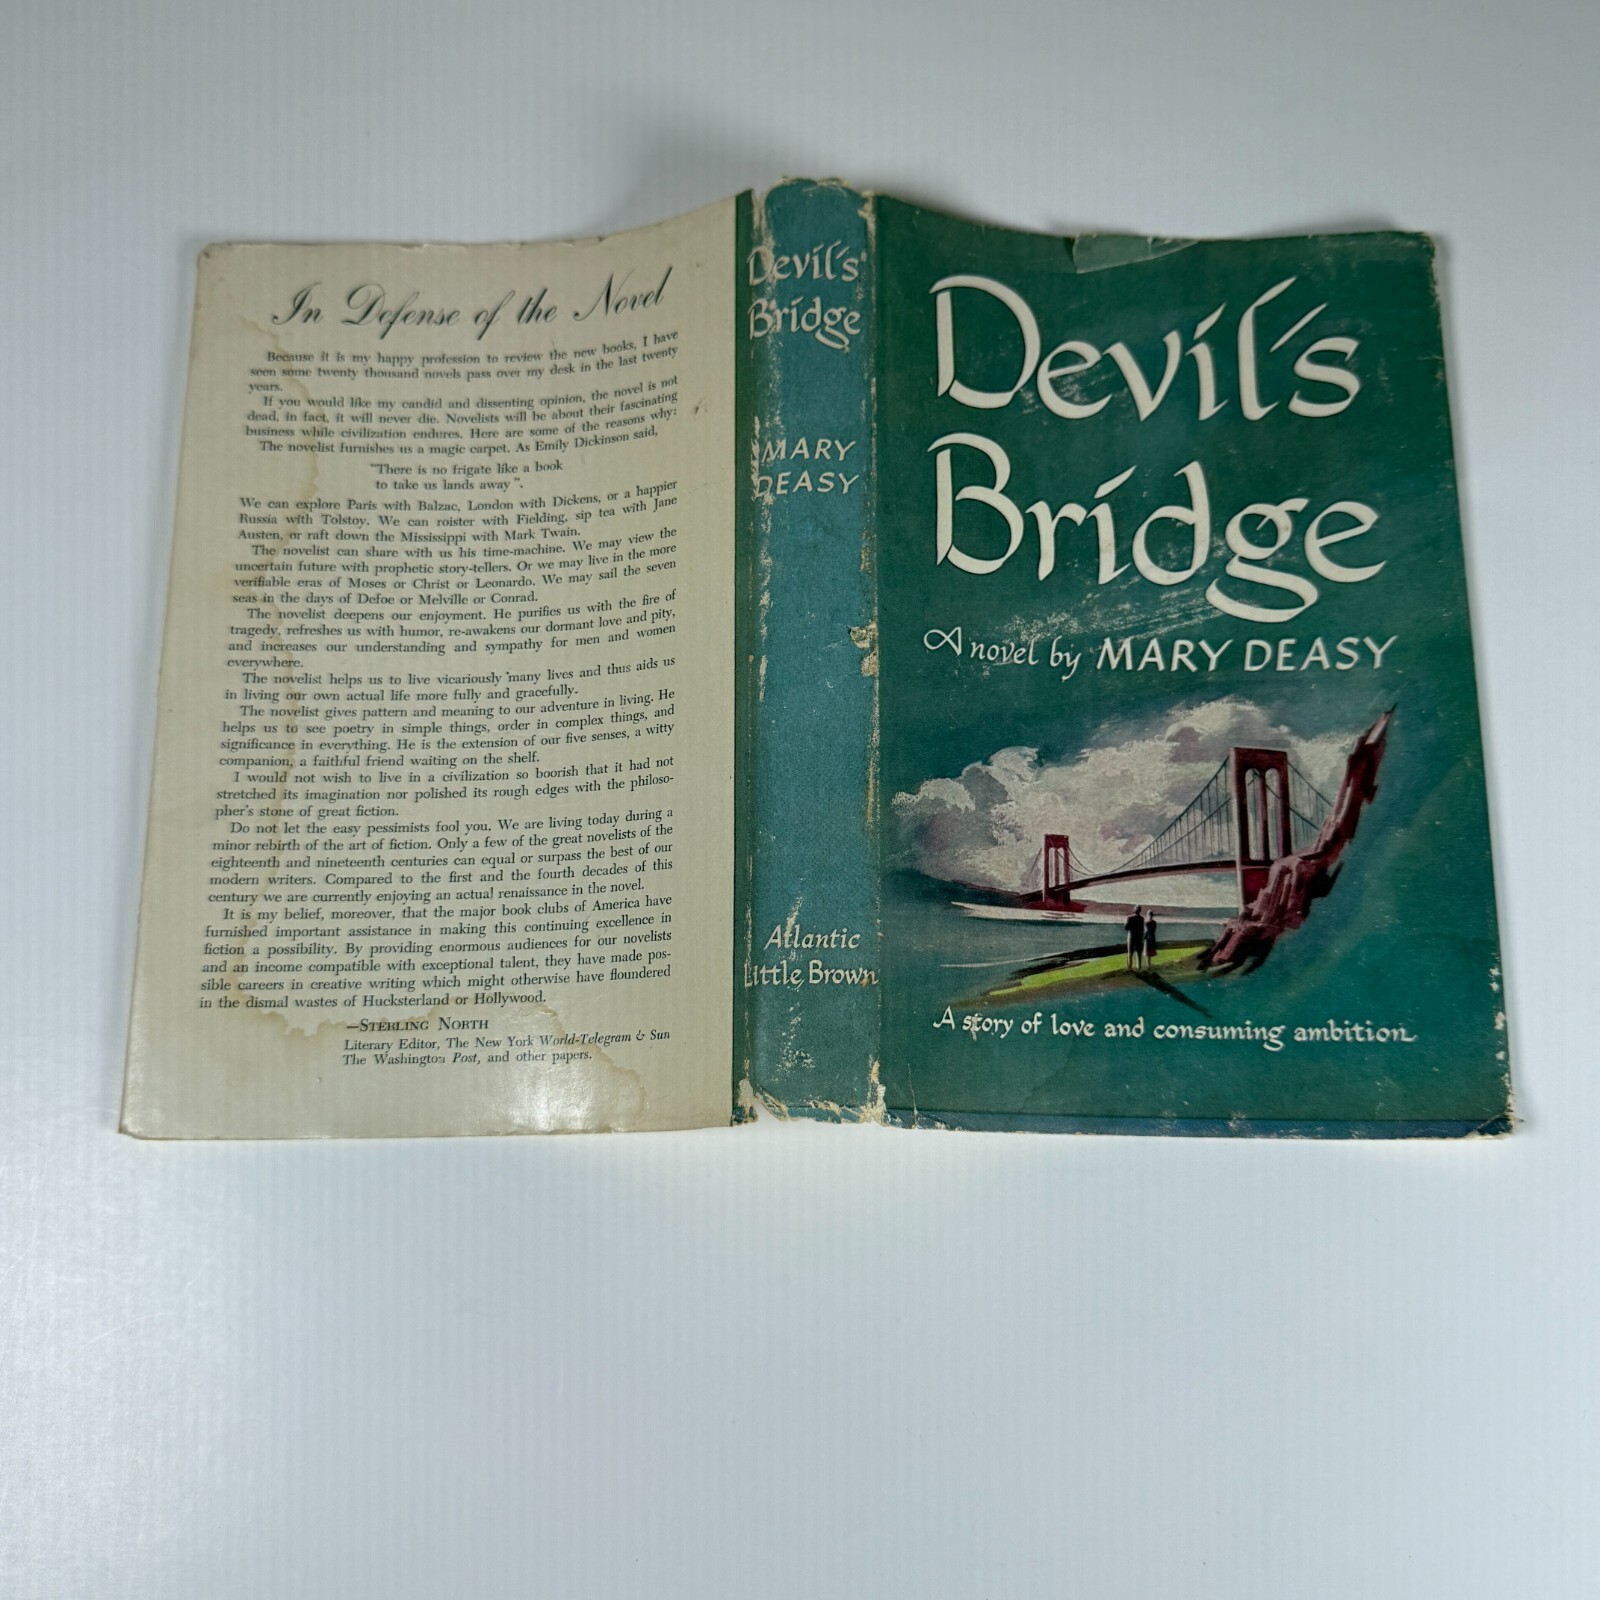 In Defense of the Novel
Because it is my happy profession to review the new books, I have
seen some twenty thousand novels pass over my desk in the last twenty
years.
If you would like my candid and dissenting opinion, the novel is not
dead, in fact, it will never die. Novelists will be about their fascinating
business while civilization endures. Here are some of the reasons why:
The novelist furnishes us a magic carpet. As Emily Dickinson said,
"There is no frigate like a book
to take us lands away".
We can explore Paris with Balzac, London with Dickens, or a happier
Russia with Tolstoy. We can roister with Fielding, sip tea with Jane
Austen, or raft down the Mississippi with Mark Twain.
The novelist can share with us his time-machine. We may view the
uncertain future with prophetic story-tellers. Or we may live in the more
verifiable eras of Moses or Christ or Leonardo. We may sail the seven
seas in the days of Defoe or Melville or Conrad.
The novelist deepens our enjoyment. He purifies us with the fire of
tragedy, refreshes us with humor, re-awakens our dormant love and pity,
and increases our understanding and sympathy for men and women
everywhere.
The novelist helps us to live vicariously many lives and thus aids us
in living our own actual life more fully and gracefully.
The novelist gives pattern and meaning to our adventure in living. He
helps us to see poetry in simple things, order in complex things, and
significance in everything. He is the extension of our five senses, a witty
companion, a faithful friend waiting on the shelf.
I would not wish to live in a civilization so boorish that it had not
stretched its imagination nor polished its rough edges with the philoso-
pher's stone of great fiction.
Do not let the easy pessimists fool you. We are living today during a
minor rebirth of the art of fiction. Only a few of the great novelists of the
eighteenth and nineteenth centuries can equal or surpass the best of our
modern writers. Compared to the first and the fourth decades of this
century we are currently enjoying an actual renaissance in the novel.
It is my belief, moreover, that the major book clubs of America have
furnished important assistance in making this continuing excellence in
fiction a possibility. By providing enormous audiences for our novelists
and an income compatible with exceptional talent, they have made pos-
sible careers in creative writing which might otherwise have floundered
in the dismal wastes of Hucksterland or Hollywood.
—STERLING NORTH
Literary Editor, The New York World-Telegram & Sun
The Washington Post, and other papers.
Devil's
Bridge
MARY
DEASY
Atlantic
Little, Brown
Devil's
Bridge
A novel by MARY DEASY
A story of love and consuming ambition